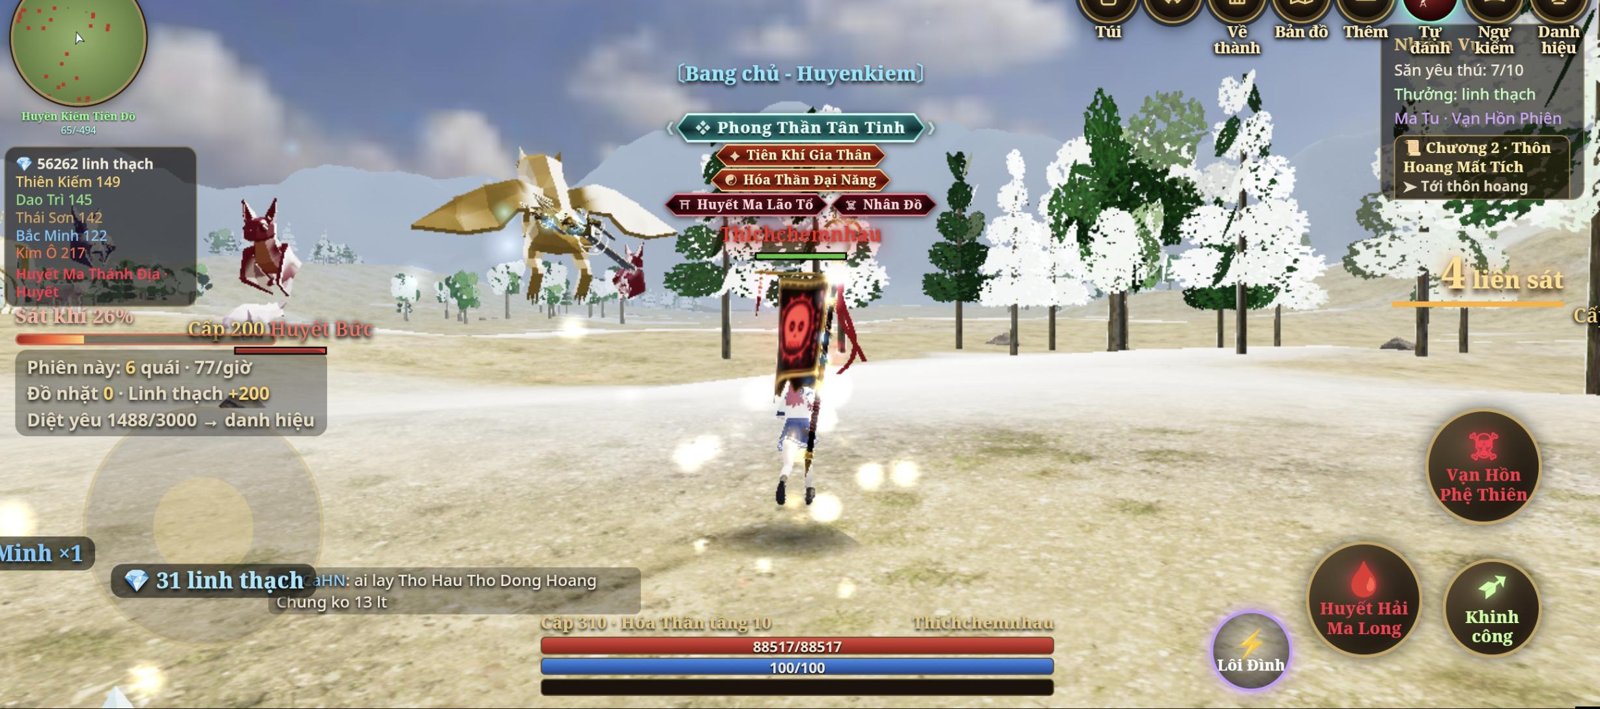 Huyền Kiếm Tiên Đô
65/-494
56262 linh thạch
Thiên Kiếm 149
Dao Trì 145
Thái Sơn 142
Bắc Minh 122
Kim Ô 217
Huyết Ma Thánh Địa
Huyết
Sát khí 26%
Cấp 200 Huyết Bức
Phiên này: 6 quái · 77/giờ
Đồ nhặt 0 · Linh thạch +200
Diệt yêu 1488/3000 → danh hiệu
Minh ×1
31 linh thạch
CaHN: ai lay Tho Hau Tho Dong Hoang
Chung ko 13 lt
〔Bang chủ - Huyenkiem〕
❖ Phong Thần Tân Tinh
Tiên Khí Gia Thân
Hóa Thần Đại Năng
Huyết Ma Lão Tổ
Nhân Đồ
Thichchemnhau
Túi
Về thành
Bản đồ
Thêm
Tự đánh
Ngự kiếm
Danh hiệu
Săn yêu thú: 7/10
Thưởng: linh thạch
Ma Tu · Vạn Hồn Phiên
Chương 2 · Thôn
Hoang Mất Tích
➤ Tới thôn hoang
4 liên sát
Vạn Hồn
Phệ Thiên
Huyết Hải
Ma Long
Khinh
công
Lôi Đình
Cấp 310 · Hóa Thần tầng 10
Thichchemnhau
88517/88517
100/100